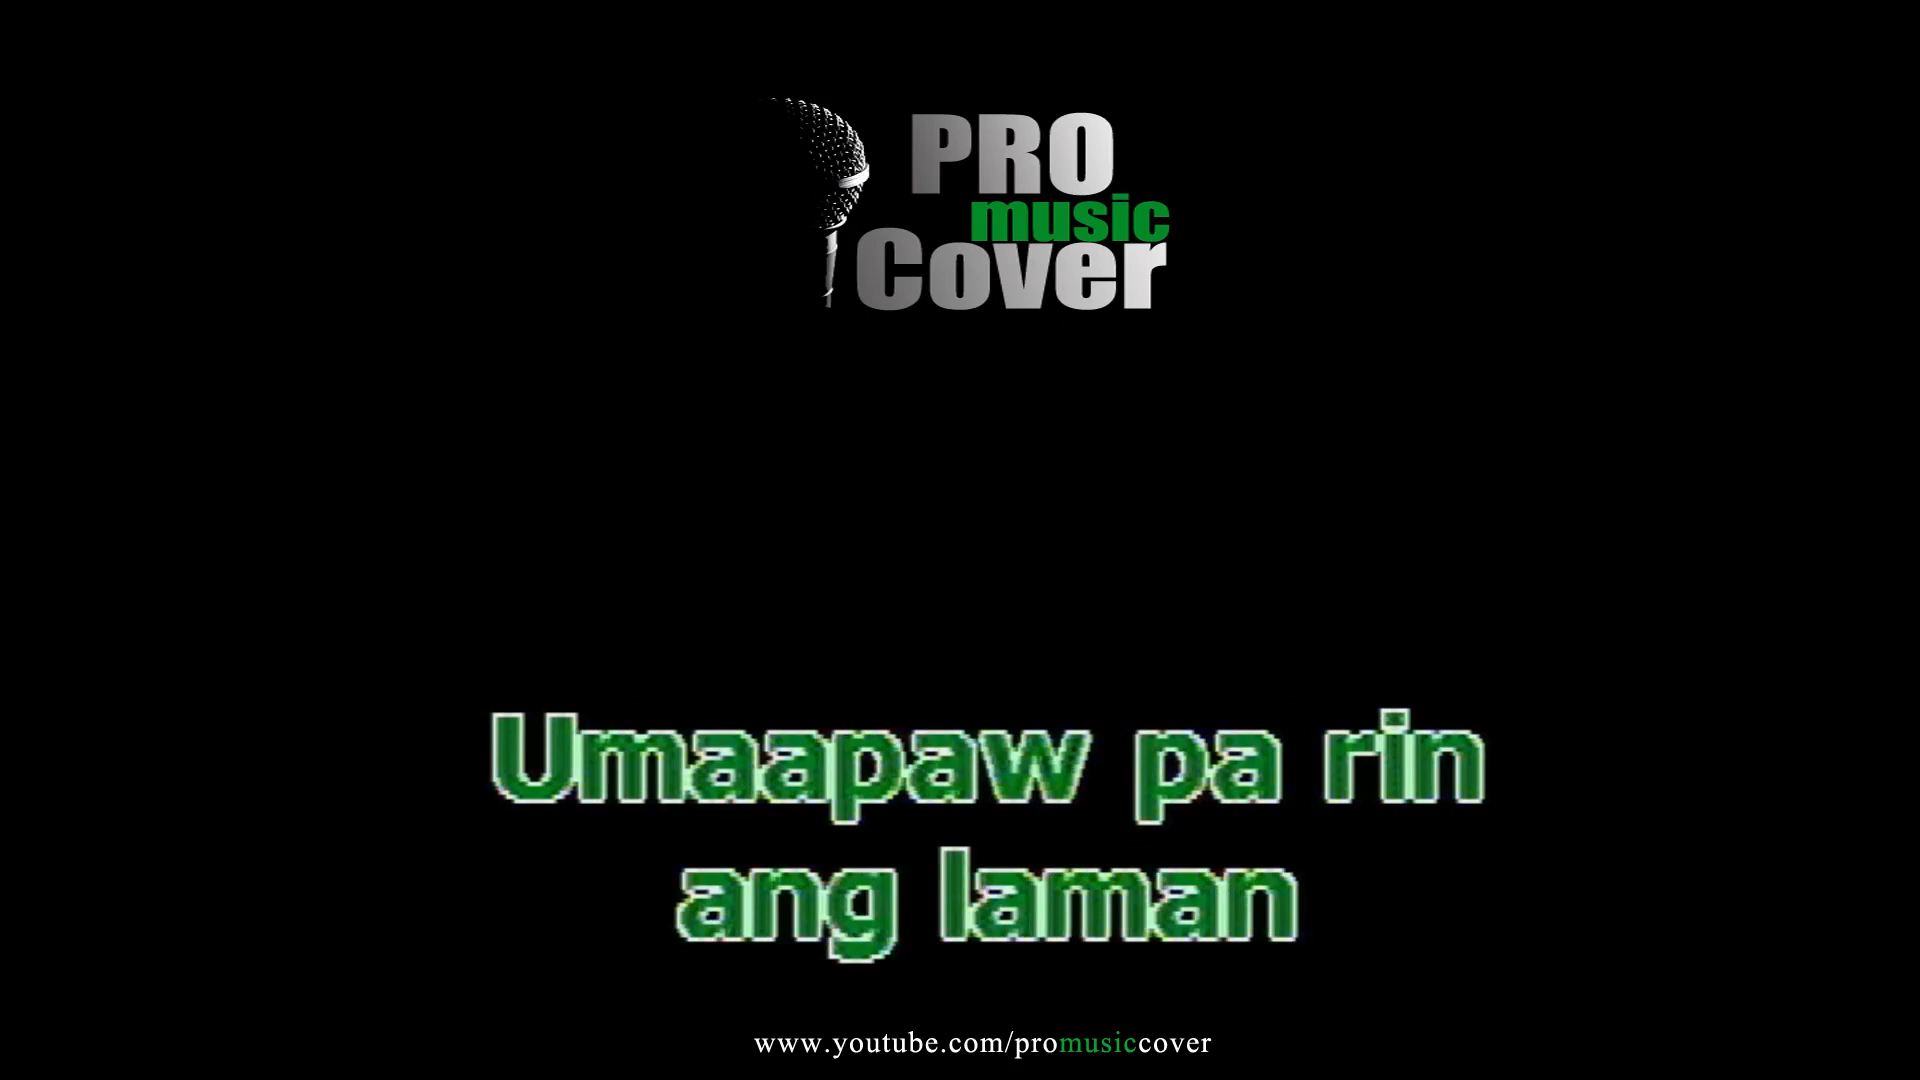 PRO
music
Cover
Umaapaw pa rin
ang laman
www.youtube.com/promusiccover